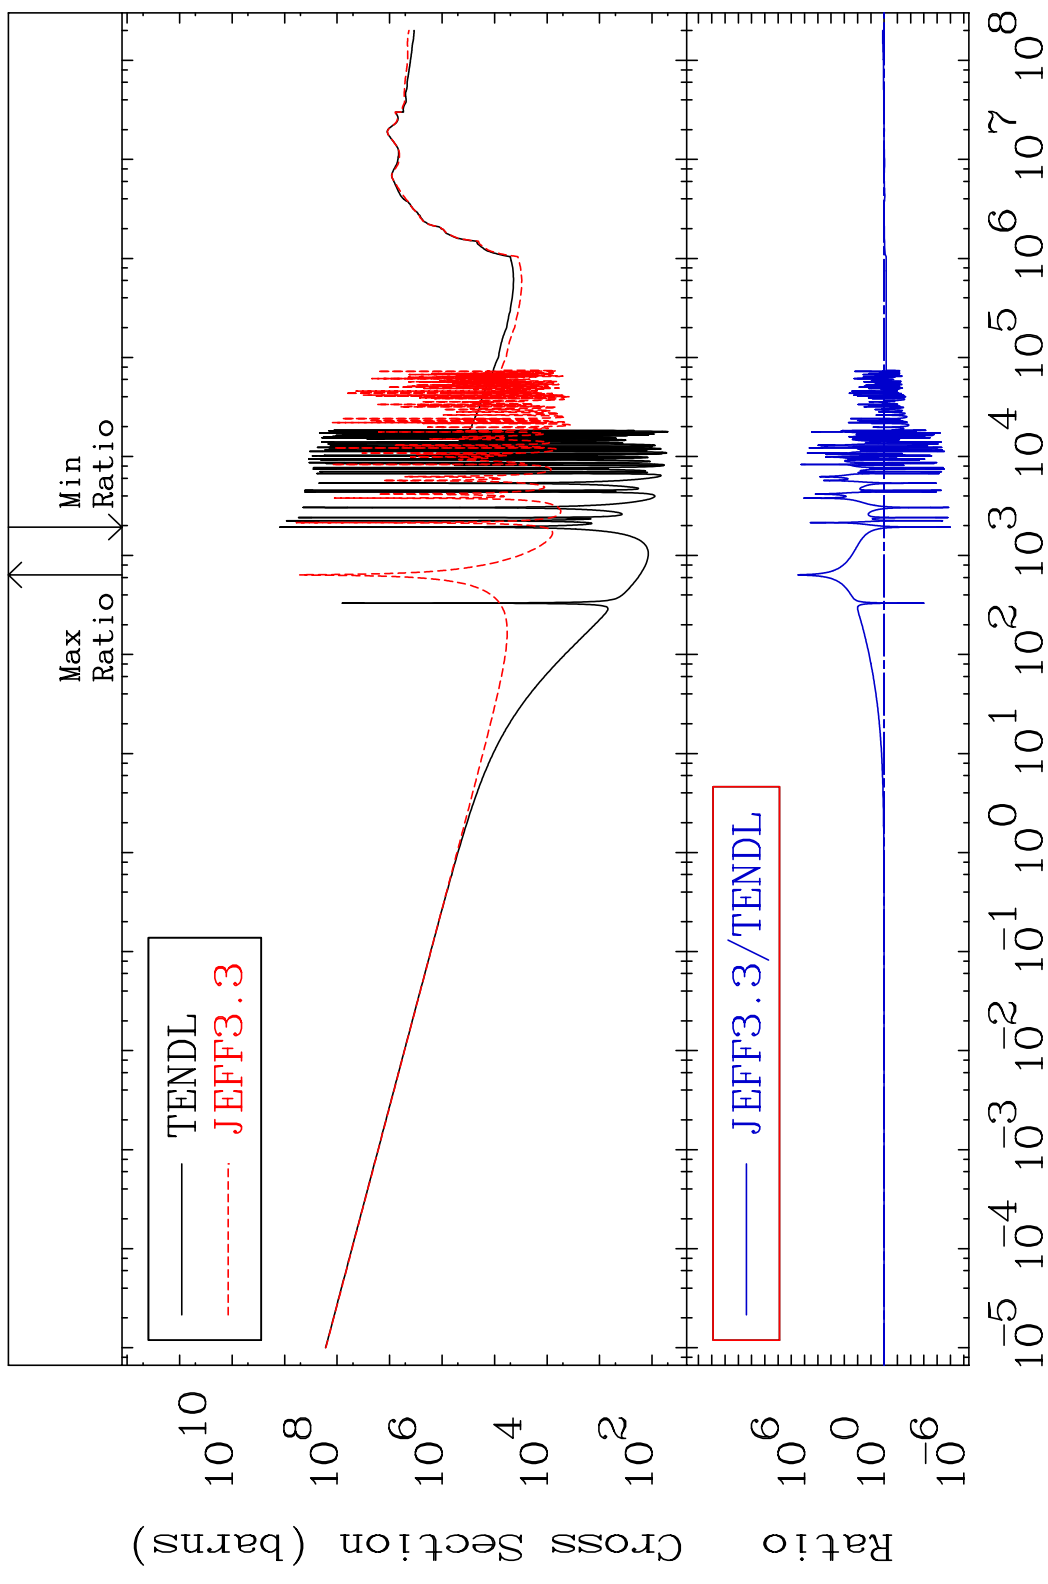 Max
Ratio
Min
Ratio
Cross Section (barns)
10^10
10^8
10^6
10^4
10^2
TENDL
JEFF3.3
Ratio
10^6
10^0
10^-6
JEFF3.3/TENDL
10^-5 10^-4 10^-3 10^-2 10^-1 10^0 10^1 10^2 10^3 10^4 10^5 10^6 10^7 10^8